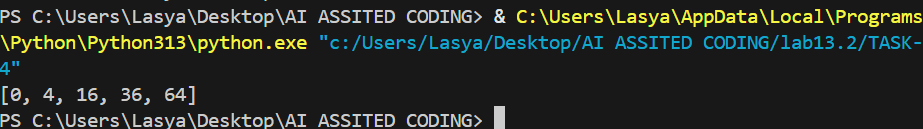 PS C:\Users\Lasya\Desktop\AI ASSITED CODING> & C:\Users\Lasya\AppData\Local\Programs
\Python\Python313\python.exe "c:/Users/Lasya/Desktop/AI ASSITED CODING/lab13.2/TASK-
4"
[0, 4, 16, 36, 64]
PS C:\Users\Lasya\Desktop\AI ASSITED CODING>